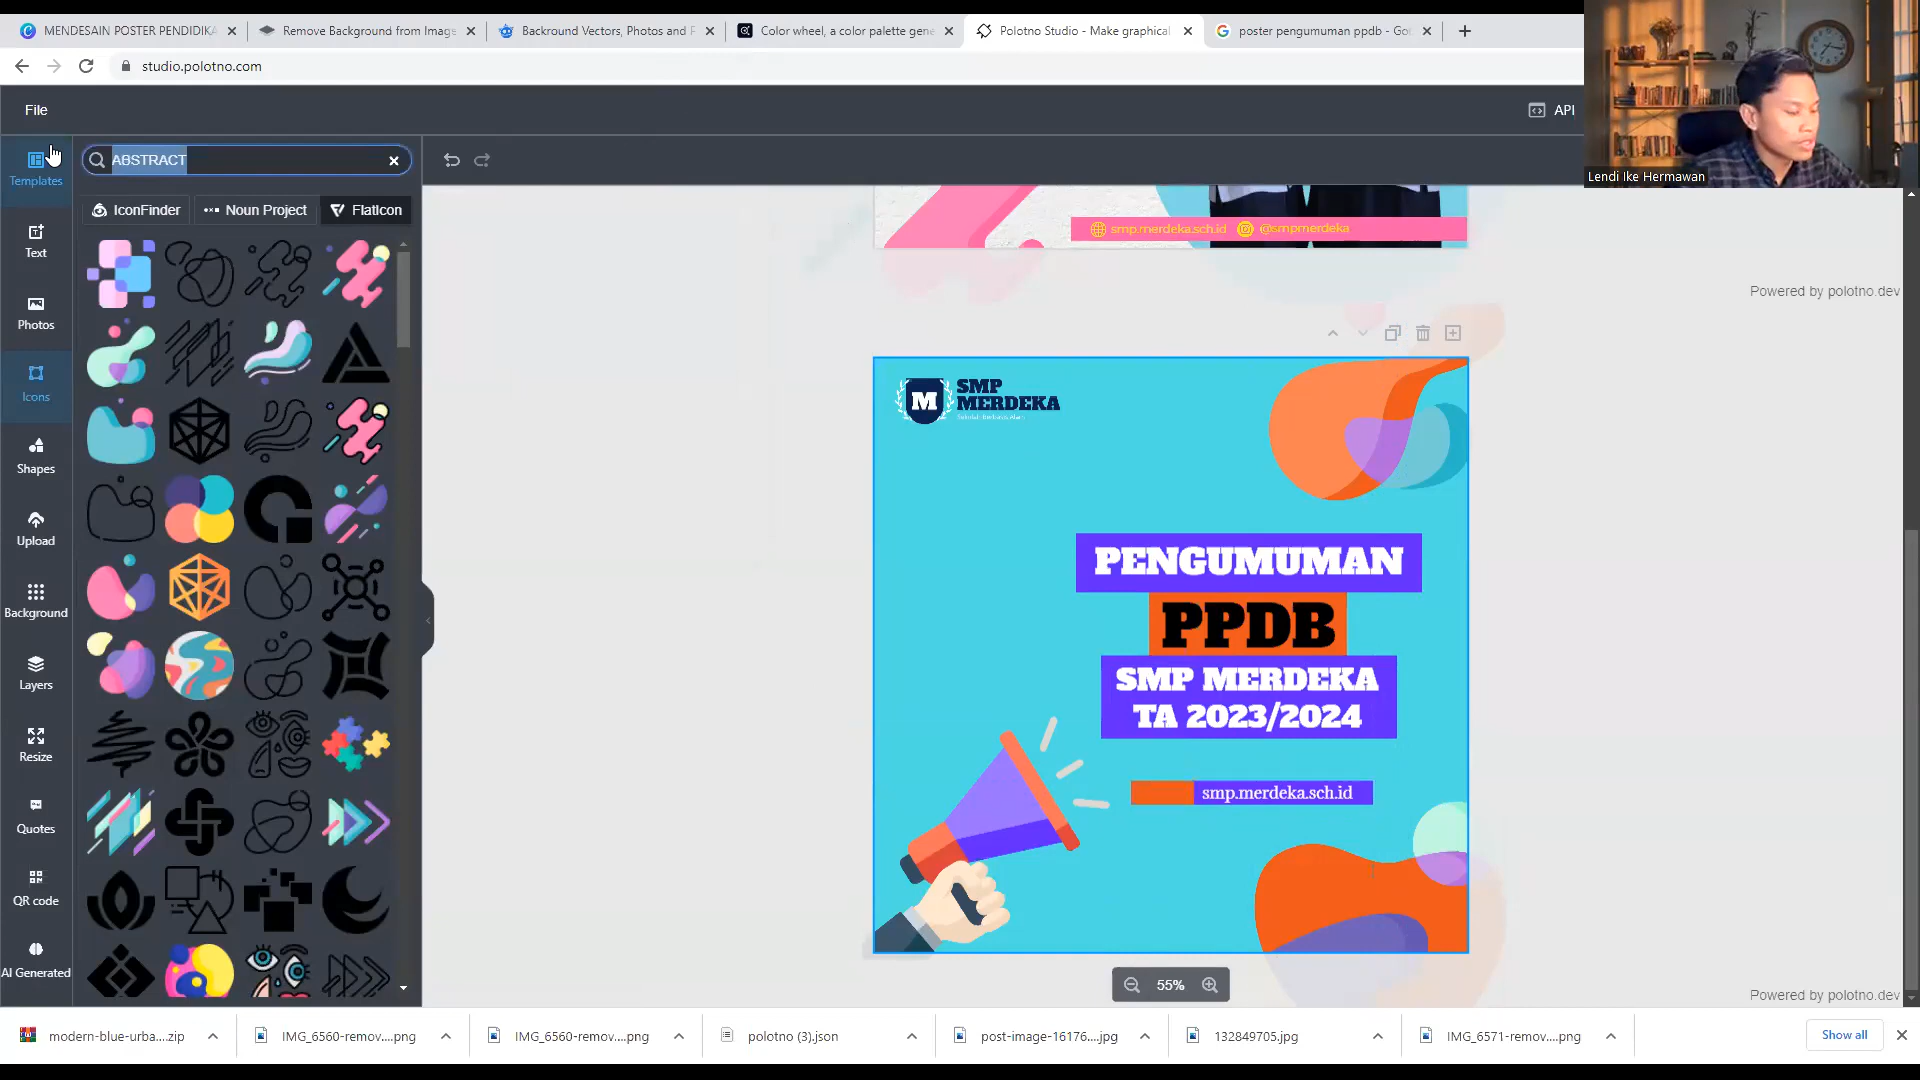 MENDESAIN POSTER PENDIDIKA
Remove Background from Image
Backround Vectors, Photos and F
Color wheel, a color palette gene
Polotno Studio - Make graphical
poster pengumuman ppdb - Goo
studio.polotno.com
File
API
Lendi Ike Hermawan
Templates
Text
Photos
Icons
Shapes
Upload
Background
Layers
Resize
Quotes
QR code
AI Generated
ABSTRACT
IconFinder
Noun Project
FlatIcon
smp.merdeka.sch.id @smpmerdeka
Powered by polotno.dev
M
SMP
MERDEKA
Sekolah Berbasis Alam
PENGUMUMAN
PPDB
SMP MERDEKA
TA 2023/2024
smp.merdeka.sch.id
55%
Powered by polotno.dev
modern-blue-urba....zip
IMG_6560-remov....png
IMG_6560-remov....png
polotno (3).json
post-image-16176....jpg
132849705.jpg
IMG_6571-remov....png
Show all